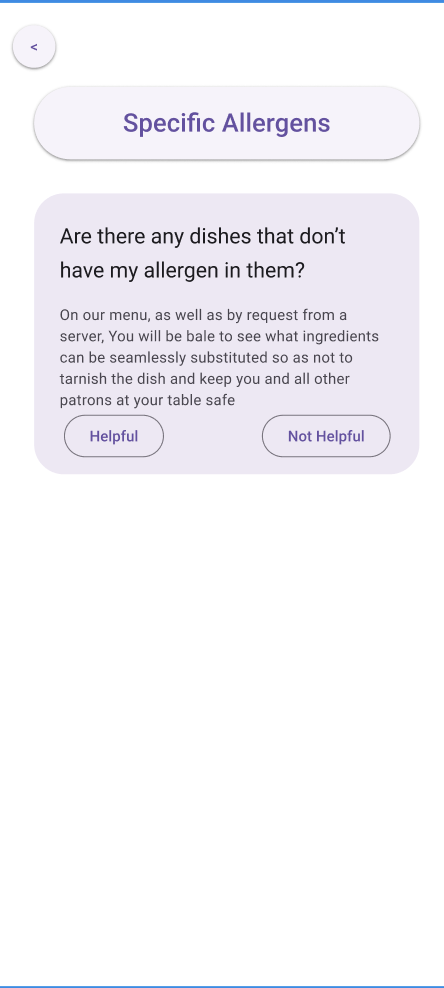 <
Specific Allergens
Are there any dishes that don’t
have my allergen in them?
On our menu, as well as by request from a
server, You will be bale to see what ingredients
can be seamlessly substituted so as not to
tarnish the dish and keep you and all other
patrons at your table safe
Helpful
Not Helpful